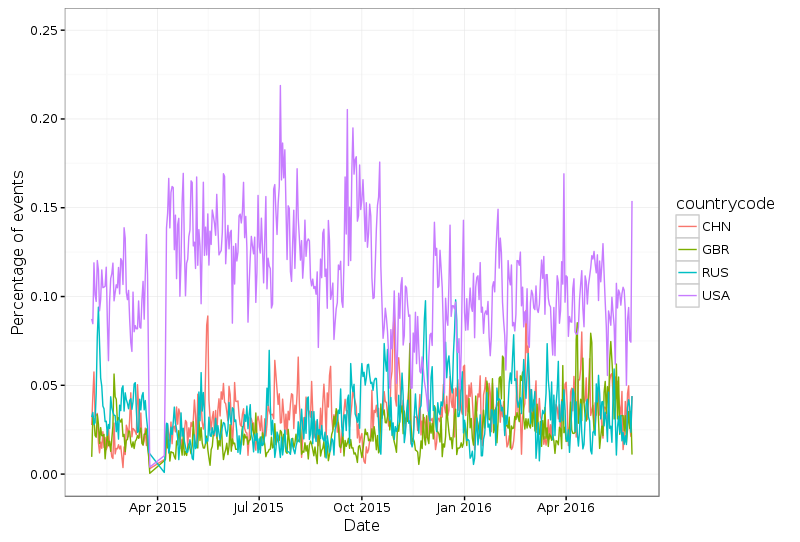 0.25
0.20
0.15
0.10
0.05
0.00
Percentage of events
Apr 2015
Jul 2015
Oct 2015
Jan 2016
Apr 2016
Date
countrycode
CHN
GBR
RUS
USA